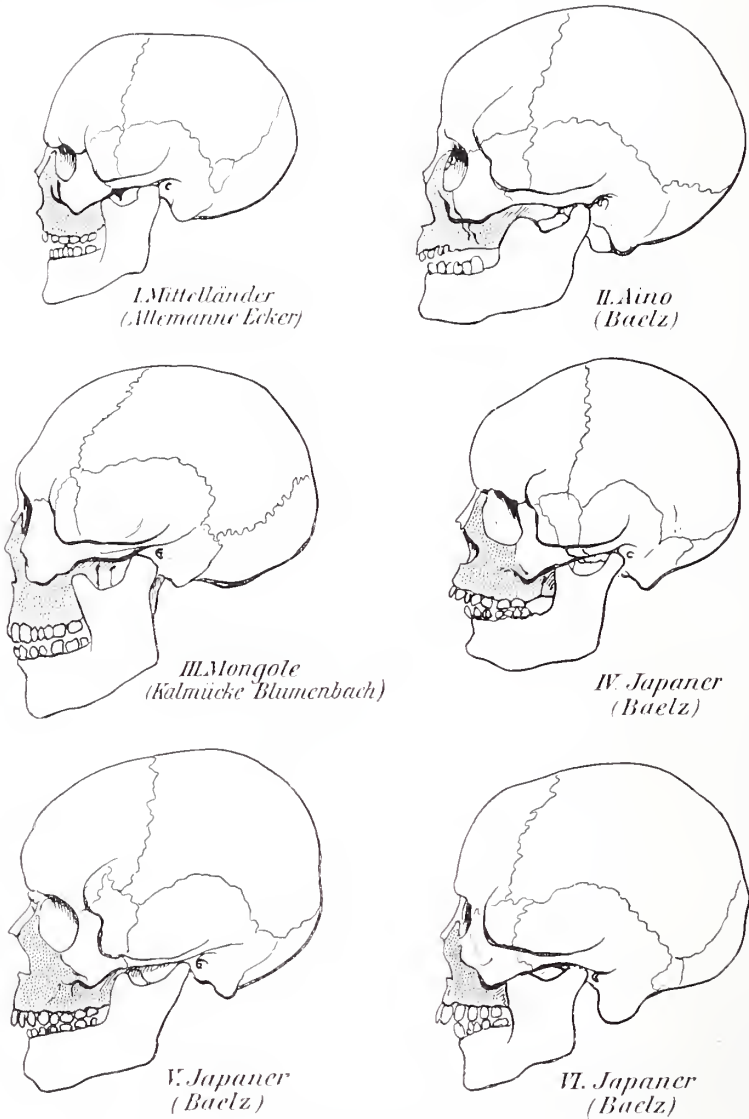 I. Mittelländer
(Allemanne Ecker)
II. Aino
(Baelz)
III. Mongole
(Kalmücke Blumenbach)
IV. Japaner
(Baelz)
V. Japaner
(Baelz)
VI. Japaner
(Baelz)